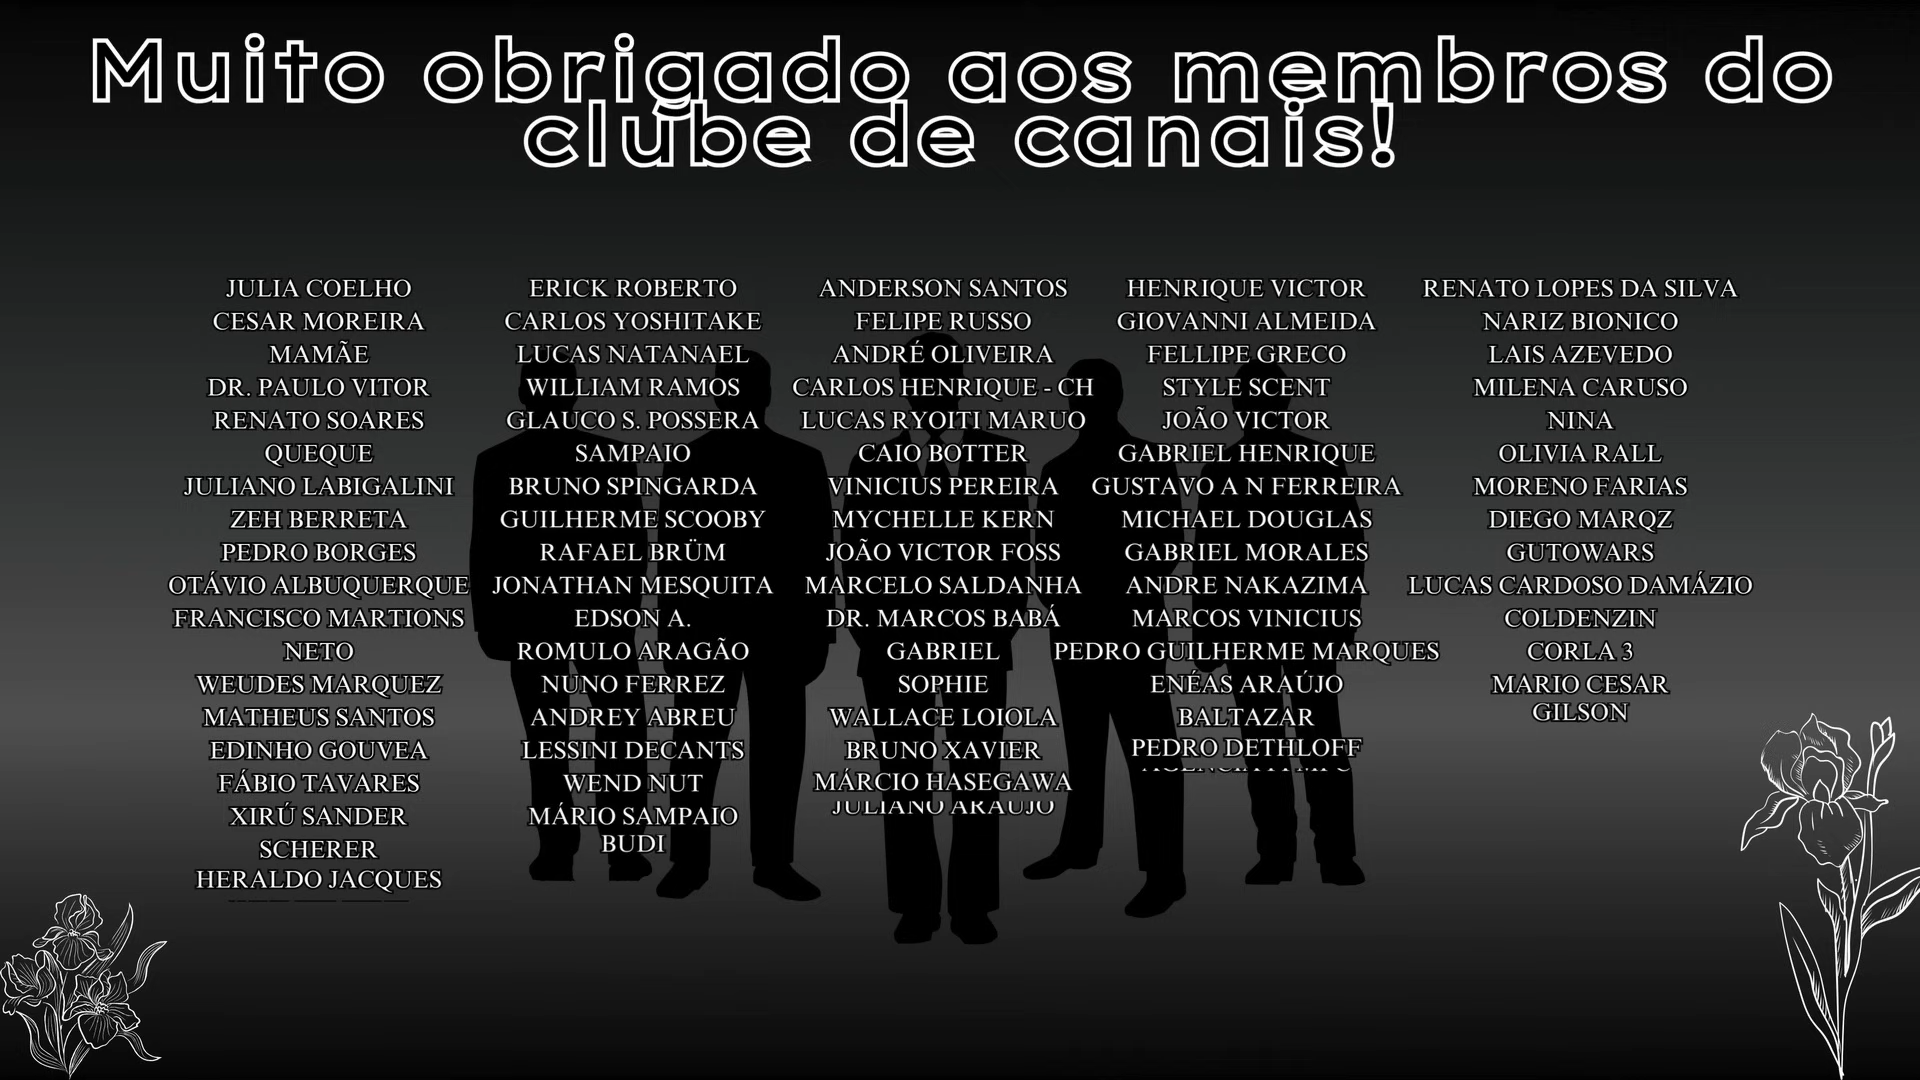 Muito obrigado aos membros do
clube de canais!
JULIA COELHO
CESAR MOREIRA
MAMÃE
DR. PAULO VITOR
RENATO SOARES
QUEQUE
JULIANO LABIGALINI
ZEH BERRETA
PEDRO BORGES
OTÁVIO ALBUQUERQUE
FRANCISCO MARTIONS
NETO
WEUDES MARQUEZ
MATHEUS SANTOS
EDINHO GOUVEA
FÁBIO TAVARES
XIRÚ SANDER
SCHERER
HERALDO JACQUES
ERICK ROBERTO
CARLOS YOSHITAKE
LUCAS NATANAEL
WILLIAM RAMOS
GLAUCO S. POSSERA
SAMPAIO
BRUNO SPINGARDA
GUILHERME SCOOBY
RAFAEL BRÜM
JONATHAN MESQUITA
EDSON A.
ROMULO ARAGÃO
NUNO FERREZ
ANDREY ABREU
LESSINI DECANTS
WEND NUT
MÁRIO SAMPAIO
BUDI
ANDERSON SANTOS
FELIPE RUSSO
ANDRÉ OLIVEIRA
CARLOS HENRIQUE - CH
LUCAS RYOITI MARUO
CAIO BOTTER
VINICIUS PEREIRA
MYCHELLE KERN
JOÃO VICTOR FOSS
MARCELO SALDANHA
DR. MARCOS BABÁ
GABRIEL
SOPHIE
WALLACE LOIOLA
BRUNO XAVIER
MÁRCIO HASEGAWA
JULIANO ARAUJO
HENRIQUE VICTOR
GIOVANNI ALMEIDA
FELLIPE GRECO
STYLE SCENT
JOÃO VICTOR
GABRIEL HENRIQUE
GUSTAVO A N FERREIRA
MICHAEL DOUGLAS
GABRIEL MORALES
ANDRE NAKAZIMA
MARCOS VINICIUS
PEDRO GUILHERME MARQUES
ENÉAS ARAÚJO
BALTAZAR
PEDRO DETHLOFF
RENATO LOPES DA SILVA
NARIZ BIONICO
LAIS AZEVEDO
MILENA CARUSO
NINA
OLIVIA RALL
MORENO FARIAS
DIEGO MARQZ
GUTOWARS
LUCAS CARDOSO DAMÁZIO
COLDENZIN
CORLA 3
MARIO CESAR
GILSON